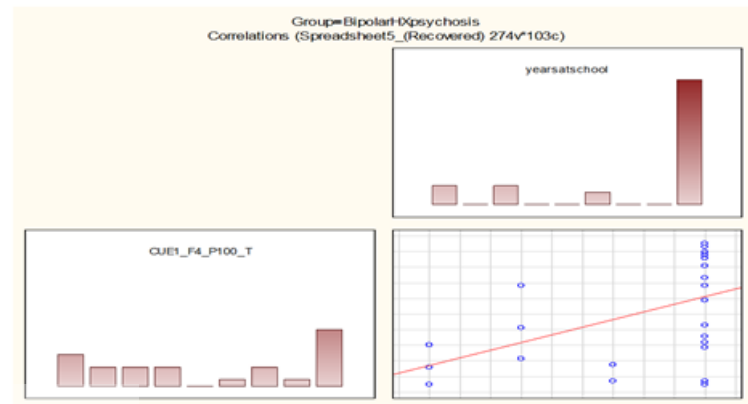 Group=BipolarHXpsychosis
Correlations (Spreadsheet5_(Recovered) 274v*103c)
yearsatschool
CUE1_F4_P100_T